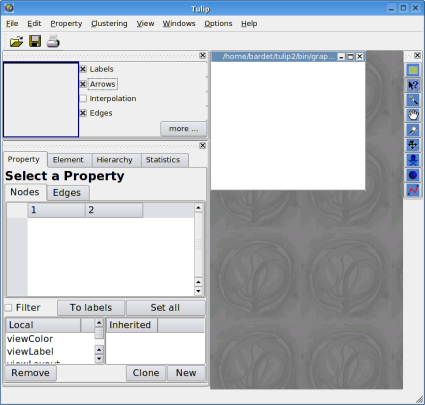 Tulip
File Edit Property Clustering View Windows Options Help
/home/bardet/tulip2/bin/grap...
Labels
Arrows
Interpolation
Edges
more ...
Property Element Hierarchy Statistics
Select a Property
Nodes Edges
1 2
Filter To labels Set all
Local Inherited
viewColor
viewLabel
viewLayout
Remove Clone New